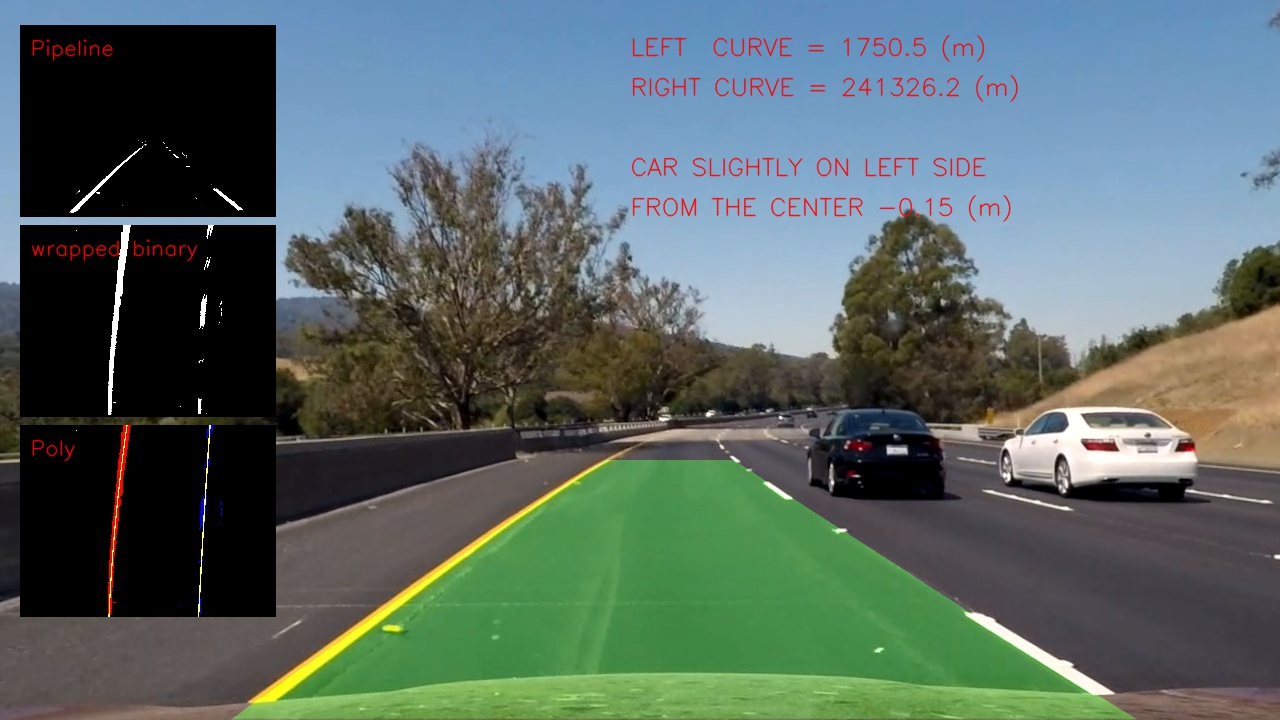 Pipeline
wrapped binary
Poly
LEFT CURVE = 1750.5 (m)
RIGHT CURVE = 241326.2 (m)
CAR SLIGHTLY ON LEFT SIDE
FROM THE CENTER -0.15 (m)